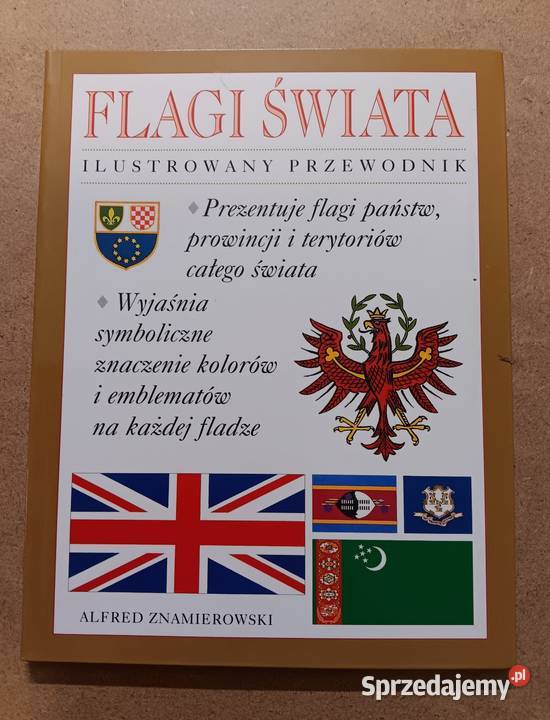 FLAGI ŚWIATA
ILUSTROWANY PRZEWODNIK
Prezentuje flagi państw,
prowincji i terytoriów
całego świata
Wyjaśnia
symboliczne
znaczenie kolorów
i emblematów
na każdej fladze
ALFRED ZNAMIEROWSKI
Sprzedajemy.pl